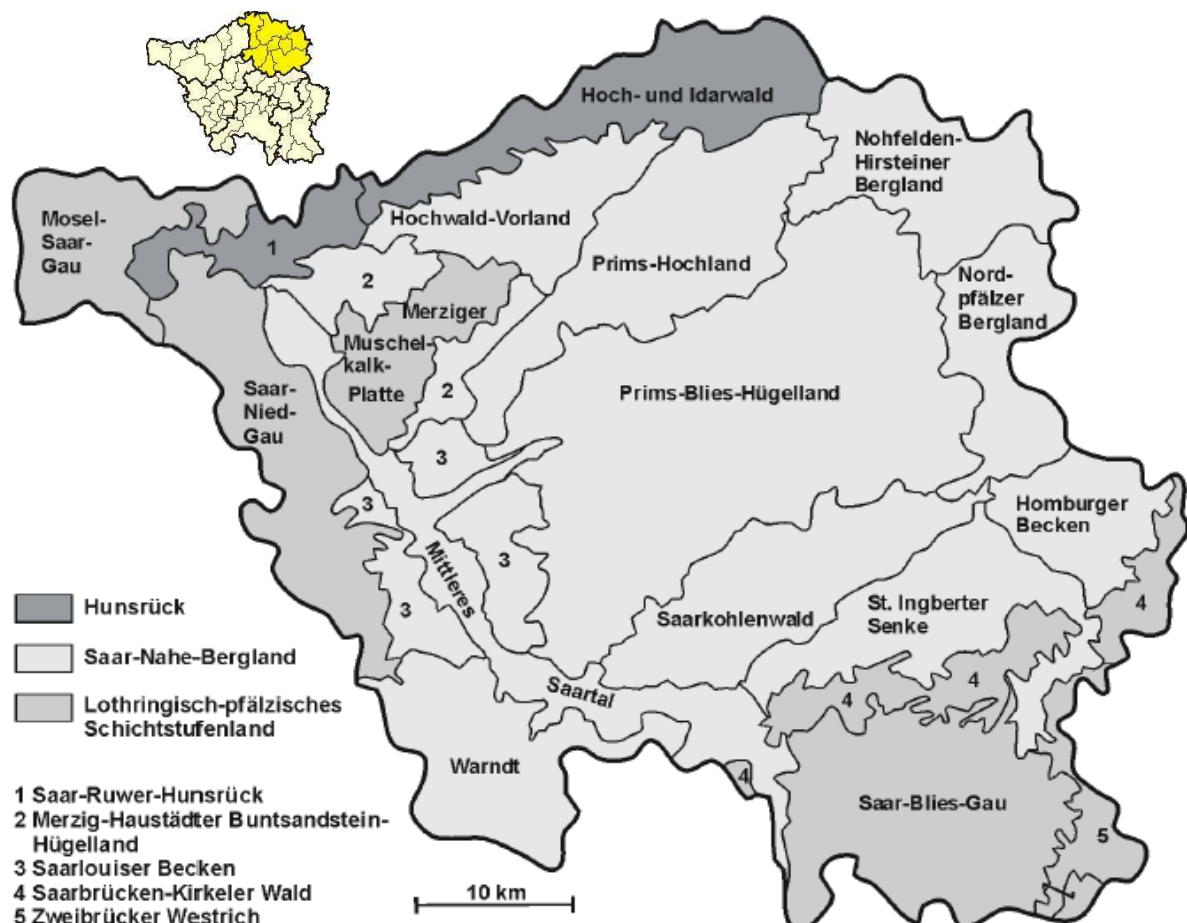 Hoch- und Idarwald
Nohfelden-
Hirsteiner
Bergland
Mosel-
Saar-
Gau
1
Hochwald-Vorland
2
Prims-Hochland
Nord-
pfälzer
Bergland
Merziger
Muschel-
kalk-
Platte
Saar-
Nied-
Gau
2
Prims-Blies-Hügelland
3
3
Homburger
Becken
Mittleres
3
3
Saarkohlenwald
St. Ingberter
Senke
4
Saartal
4
4
Warndt
4
Saar-Blies-Gau
5
Hunsrück
Saar-Nahe-Bergland
Lothringisch-pfälzisches
Schichtstufenland
1 Saar-Ruwer-Hunsrück
2 Merzig-Haustädter Buntsandstein-
Hügelland
3 Saarlouiser Becken
4 Saarbrücken-Kirkeler Wald
5 Zweibrücker Westrich
10 km